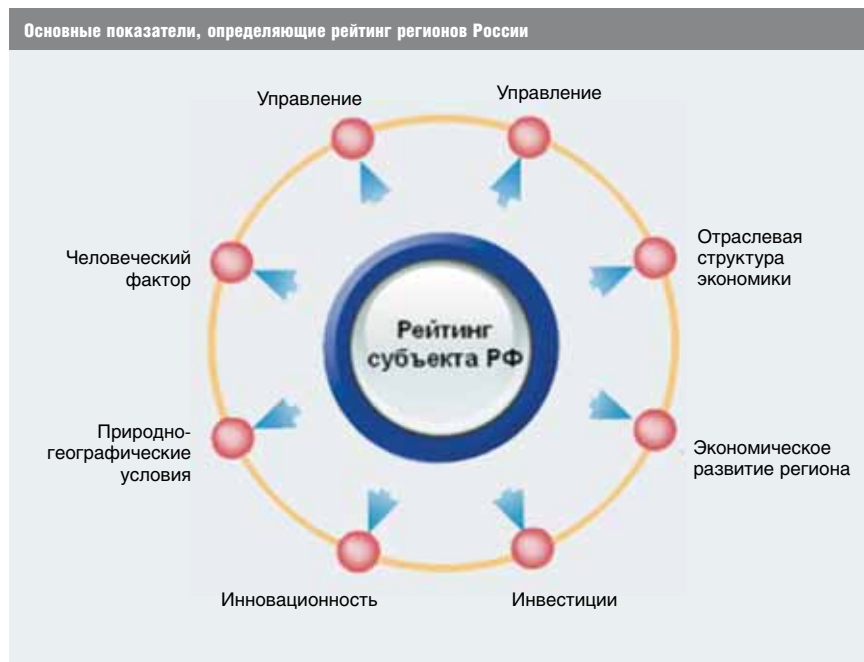 Основные показатели, определяющие рейтинг регионов России
Управление
Управление
Человеческий
фактор
Отраслевая
структура
экономики
Рейтинг
субъекта РФ
Природно-
географические
условия
Экономическое
развитие региона
Инновационность
Инвестиции